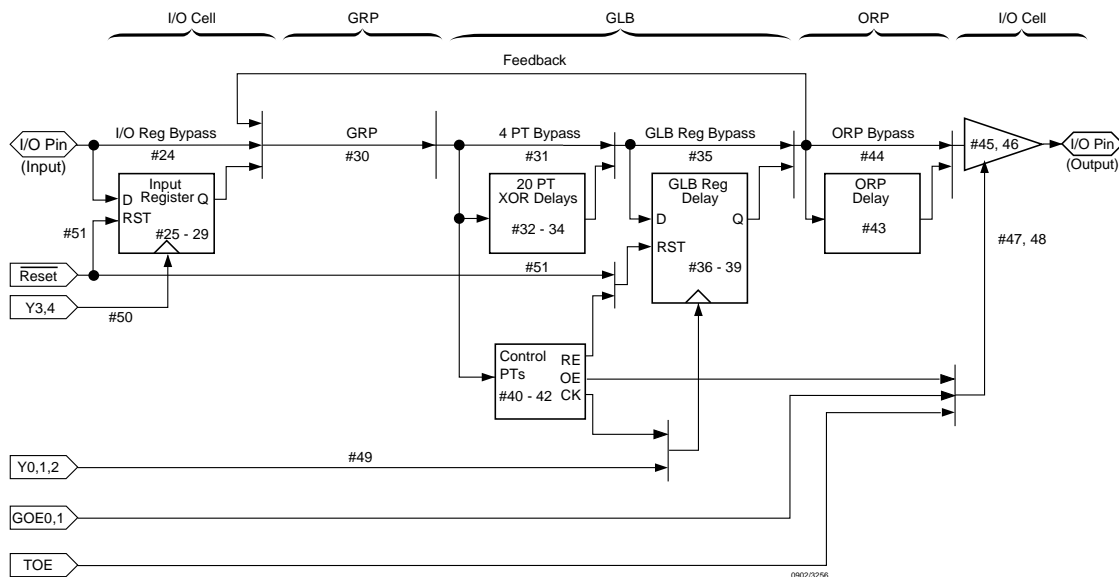 I/O Cell
GRP
GLB
ORP
I/O Cell
Feedback
I/O Pin
(Input)
I/O Reg Bypass
#24
GRP
#30
4 PT Bypass
#31
GLB Reg Bypass
#35
ORP Bypass
#44
#45, 46
I/O Pin
(Output)
Input
Register
D
Q
RST
#25 - 29
20 PT
XOR Delays
#32 - 34
GLB Reg
Delay
D
Q
RST
#36 - 39
ORP
Delay
#43
#47, 48
#51
Reset
#51
Y3,4
#50
Control
PTs
#40 - 42
RE
OE
CK
Y0,1,2
#49
GOE0,1
TOE
0902/3256